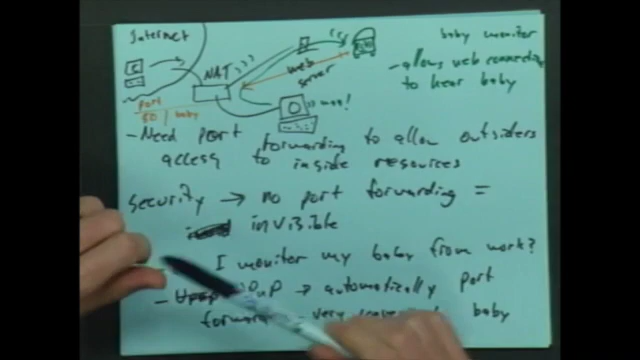 Internet
baby monitor
- allows web connection
to hear baby
NAT
web
server
port
80 | baby
- Need port forwarding to allow outsiders
access to inside resources
Security → no port forwarding =
invisible
I monitor my baby from work?
- UPnP → automatically port
forward - very baby